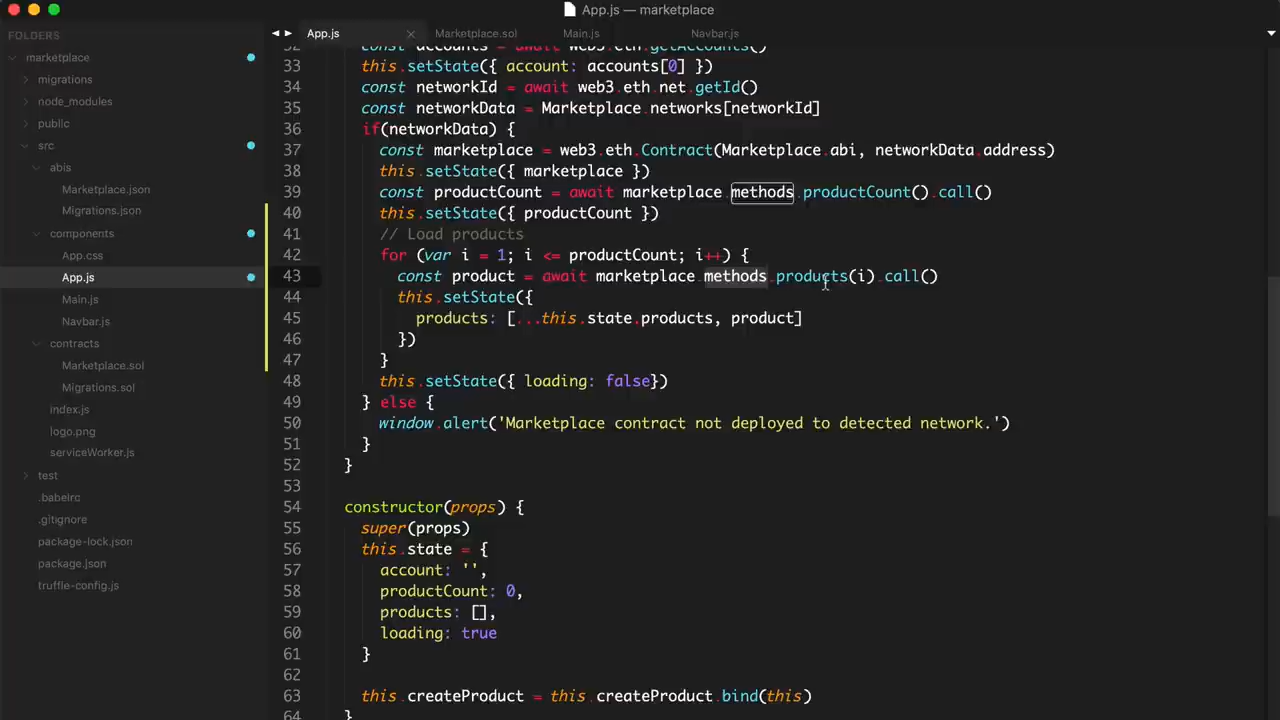 App.js — marketplace
FOLDERS
marketplace
migrations
node_modules
public
src
abis
Marketplace.json
Migrations.json
components
App.css
App.js
Main.js
Navbar.js
contracts
Marketplace.sol
Migrations.sol
index.js
logo.png
serviceWorker.js
test
.babelrc
.gitignore
package-lock.json
package.json
truffle-config.js
App.js Marketplace.sol Main.js Navbar.js
32 const accounts = await web3.eth.getAccounts()
33 this.setState({ account: accounts[0] })
34 const networkId = await web3.eth.net.getId()
35 const networkData = Marketplace.networks[networkId]
36 if(networkData) {
37 const marketplace = web3.eth.Contract(Marketplace.abi, networkData.address)
38 this.setState({ marketplace })
39 const productCount = await marketplace.methods.productCount().call()
40 this.setState({ productCount })
41 // Load products
42 for (var i = 1; i <= productCount; i++) {
43 const product = await marketplace.methods.products(i).call()
44 this.setState({
45 products: [...this.state.products, product]
46 })
47 }
48 this.setState({ loading: false})
49 } else {
50 window.alert('Marketplace contract not deployed to detected network.')
51 }
52 }
53
54 constructor(props) {
55 super(props)
56 this.state = {
57 account: '',
58 productCount: 0,
59 products: [],
60 loading: true
61 }
62
63 this.createProduct = this.createProduct.bind(this)
64 }